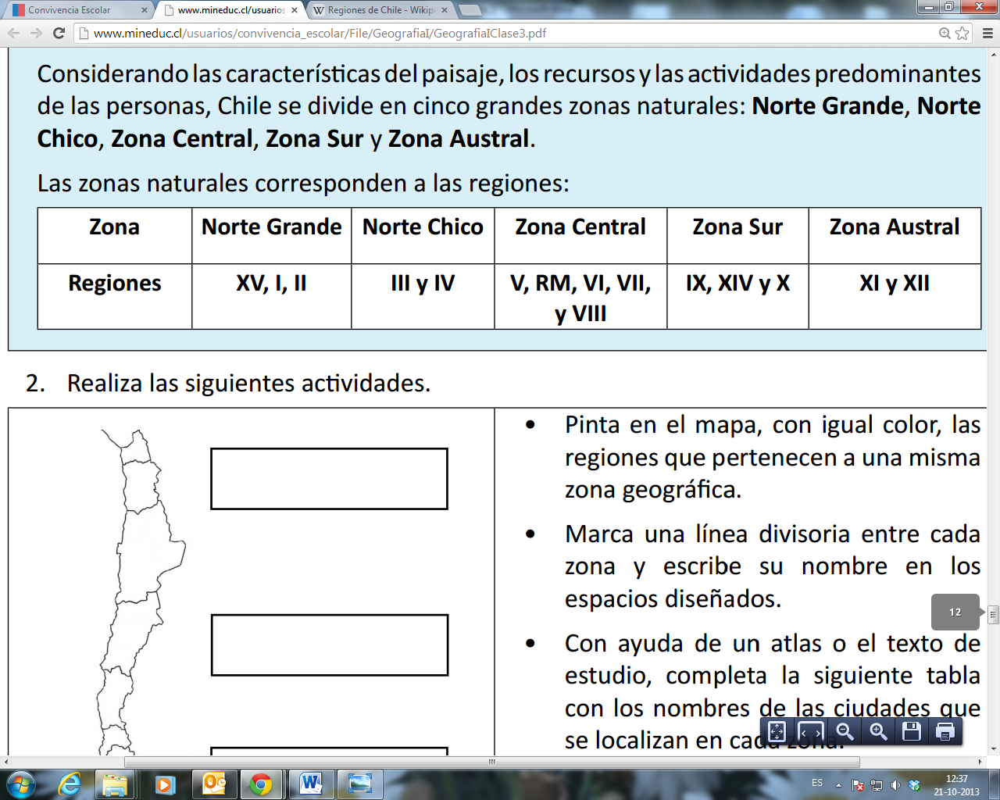 Convivencia Escolar
www.mineduc.cl/usuarios
Regiones de Chile - Wikip
www.mineduc.cl/usuarios/convivencia_escolar/File/GeografiaI/GeografiaIClase3.pdf
Considerando las características del paisaje, los recursos y las actividades predominantes
de las personas, Chile se divide en cinco grandes zonas naturales: Norte Grande, Norte
Chico, Zona Central, Zona Sur y Zona Austral.
Las zonas naturales corresponden a las regiones:
Zona Norte Grande Norte Chico Zona Central Zona Sur Zona Austral
Regiones XV, I, II III y IV V, RM, VI, VII, IX, XIV y X XI y XII
y VIII
2. Realiza las siguientes actividades.
• Pinta en el mapa, con igual color, las
regiones que pertenecen a una misma
zona geográfica.
• Marca una línea divisoria entre cada
zona y escribe su nombre en los
espacios diseñados.
12
• Con ayuda de un atlas o el texto de
estudio, completa la siguiente tabla
con los nombres de las ciudades que
se localizan en cada zona.
ES
12:37
21-10-2013